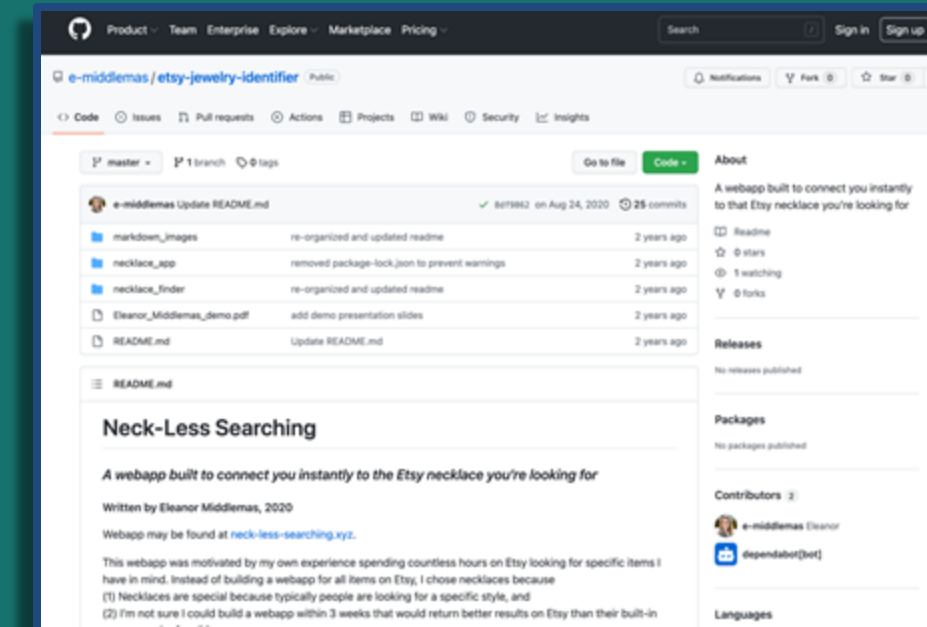 Product Team Enterprise Explore Marketplace Pricing Search / Sign in Sign up
e-middlemas / etsy-jewelry-identifier Public Notifications Fork 0 Star 0
Code Issues Pull requests Actions Projects Wiki Security Insights
master 1 branch 0 tags Go to file Code
e-middlemas Update README.md on Aug 24, 2020 25 commits
markdown_images re-organized and updated readme 2 years ago
necklace_app removed package-lock.json to prevent warnings 2 years ago
necklace_finder re-organized and updated readme 2 years ago
Eleanor_Middlemas_demo.pdf add demo presentation slides 2 years ago
README.md Update README.md 2 years ago
README.md
Neck-Less Searching
A webapp built to connect you instantly to the Etsy necklace you're looking for
Written by Eleanor Middlemas, 2020
Webapp may be found at neck-less-searching.xyz.
This webapp was motivated by my own experience spending countless hours on Etsy looking for specific items I
have in mind. Instead of building a webapp for all items on Etsy, I chose necklaces because
(1) Necklaces are special because typically people are looking for a specific style, and
(2) I'm not sure I could build a webapp within 3 weeks that would return better results on Etsy than their built-in
About
A webapp built to connect you instantly
to that Etsy necklace you're looking for
Readme
0 stars
1 watching
0 forks
Releases
No releases published
Packages
No packages published
Contributors 2
e-middlemas Eleanor
dependabot[bot]
Languages